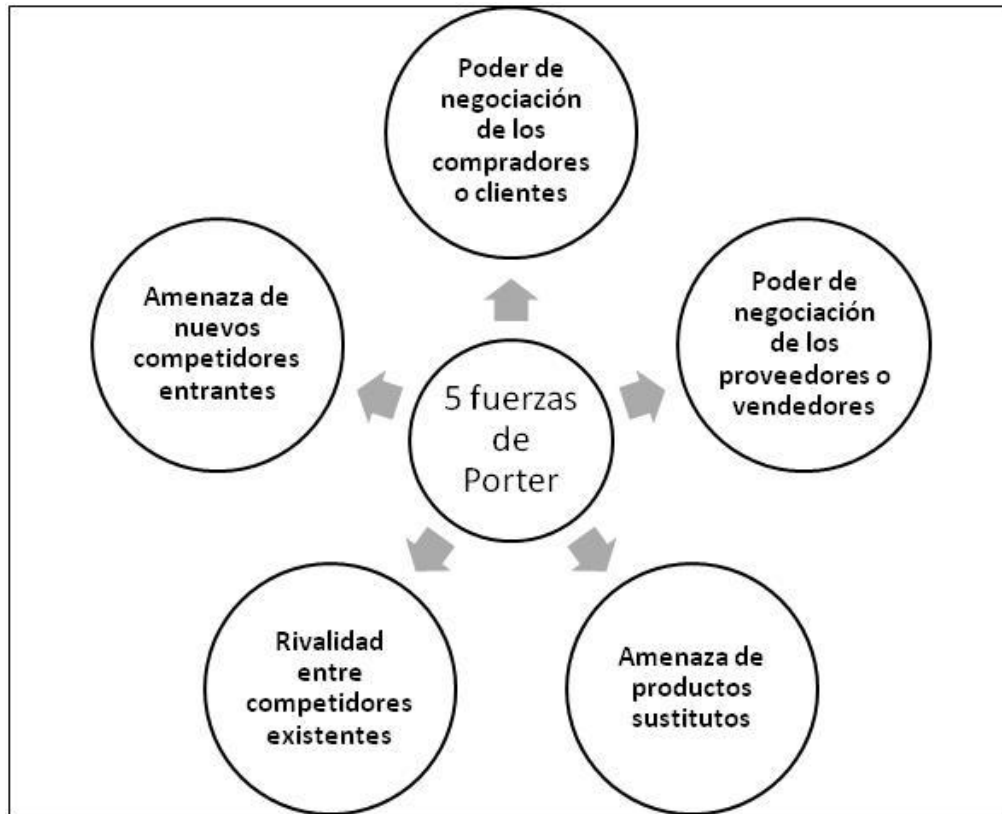 Poder de
negociación
de los
compradores
o clientes
Amenaza de
nuevos
competidores
entrantes
Poder de
negociación
de los
proveedores o
vendedores
5 fuerzas
de
Porter
Rivalidad
entre
competidores
existentes
Amenaza de
productos
sustitutos